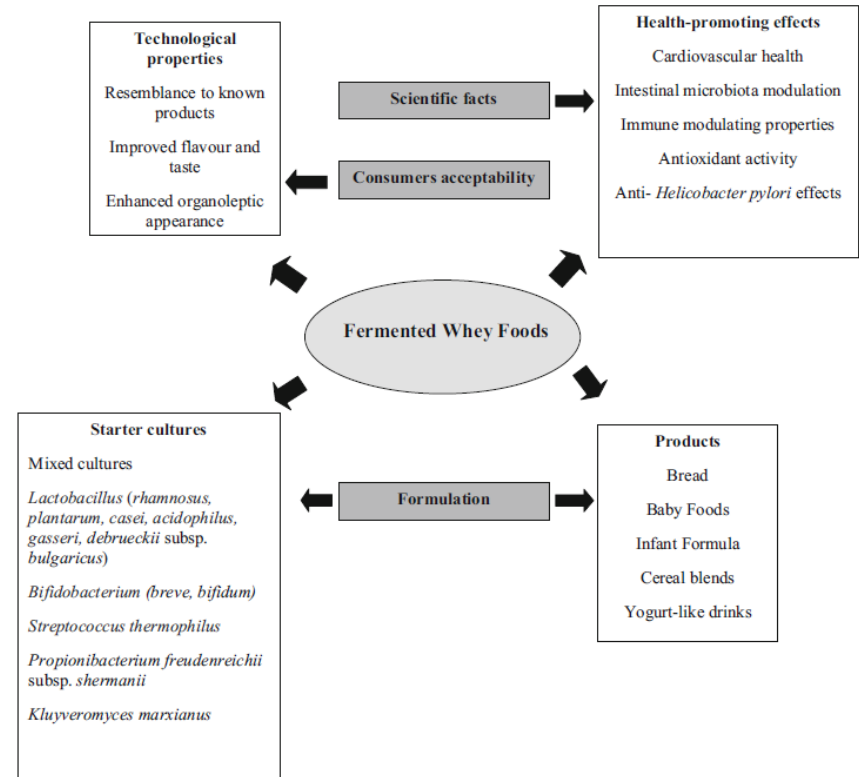 Technological
properties
Resemblance to known
products
Improved flavour and
taste
Enhanced organoleptic
appearance
Scientific facts
Consumers acceptability
Health-promoting effects
Cardiovascular health
Intestinal microbiota modulation
Immune modulating properties
Antioxidant activity
Anti- Helicobacter pylori effects
Fermented Whey Foods
Starter cultures
Mixed cultures
Lactobacillus (rhamnosus,
plantarum, casei, acidophilus,
gasseri, debrueckii subsp.
bulgaricus)
Bifidobacterium (breve, bifidum)
Streptococcus thermophilus
Propionibacterium freudenreichii
subsp. shermanii
Kluyveromyces marxianus
Formulation
Products
Bread
Baby Foods
Infant Formula
Cereal blends
Yogurt-like drinks